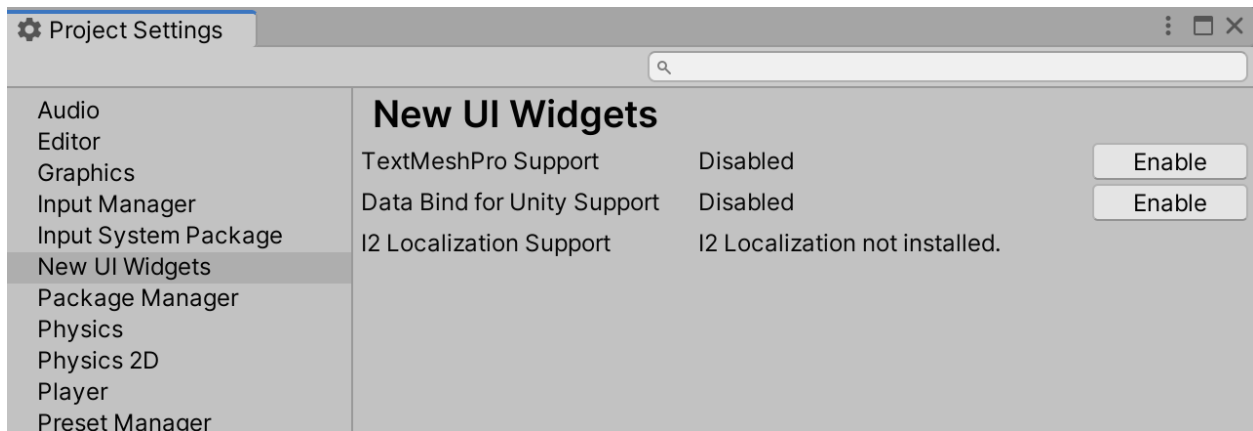 Project Settings
Audio
Editor
Graphics
Input Manager
Input System Package
New UI Widgets
Package Manager
Physics
Physics 2D
Player
Preset Manager
New UI Widgets
TextMeshPro Support Disabled Enable
Data Bind for Unity Support Disabled Enable
I2 Localization Support I2 Localization not installed.